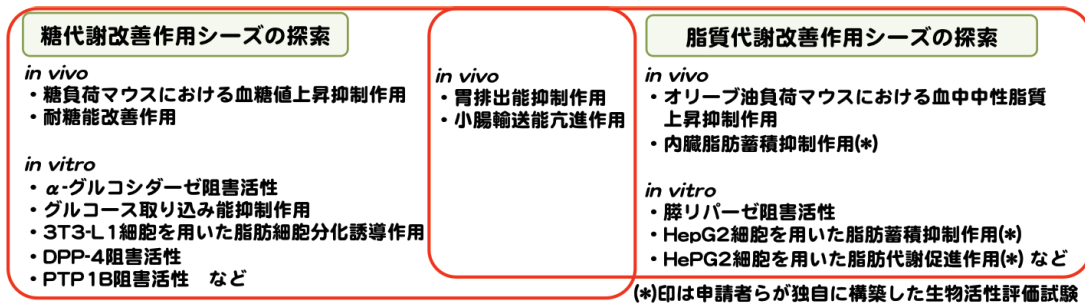 糖代謝改善作用シーズの探索
in vivo
・糖負荷マウスにおける血糖値上昇抑制作用
・耐糖能改善作用
in vitro
・α-グルコシダーゼ阻害活性
・グルコース取り込み能抑制作用
・3T3-L1細胞を用いた脂肪細胞分化誘導作用
・DPP-4阻害活性
・PTP1B阻害活性 など
in vivo
・胃排出能抑制作用
・小腸輸送能亢進作用
脂質代謝改善作用シーズの探索
in vivo
・オリーブ油負荷マウスにおける血中中性脂質
上昇抑制作用
・内臓脂肪蓄積抑制作用(*)
in vitro
・膵リパーゼ阻害活性
・HepG2細胞を用いた脂肪蓄積抑制作用(*)
・HePG2細胞を用いた脂肪代謝促進作用(*) など
(*)印は申請者らが独自に構築した生物活性評価試験